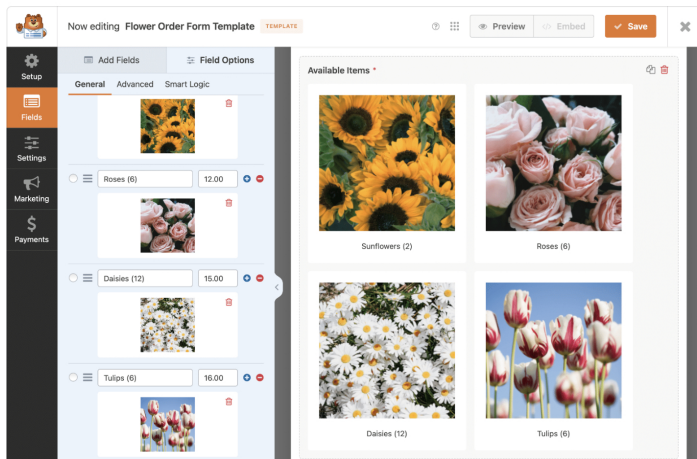 Now editing Flower Order Form Template TEMPLATE
Preview
</> Embed
Save
Setup
Fields
Settings
Marketing
Payments
Add Fields
Field Options
General Advanced Smart Logic
Roses (6) 12.00
Daisies (12) 15.00
Tulips (6) 16.00
Available Items *
Sunflowers (2)
Roses (6)
Daisies (12)
Tulips (6)